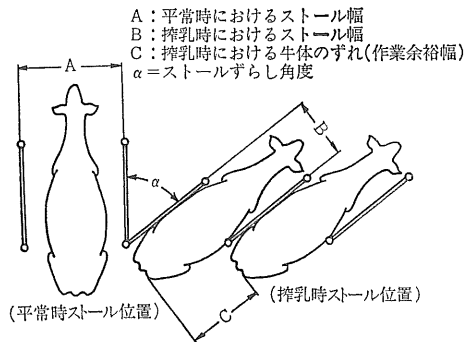 A：平常時におけるストール幅
B：搾乳時におけるストール幅
C：搾乳時における牛体のずれ(作業余裕幅)
α＝ストールずらし角度
A
B
α
C
(平常時ストール位置)
(搾乳時ストール位置)